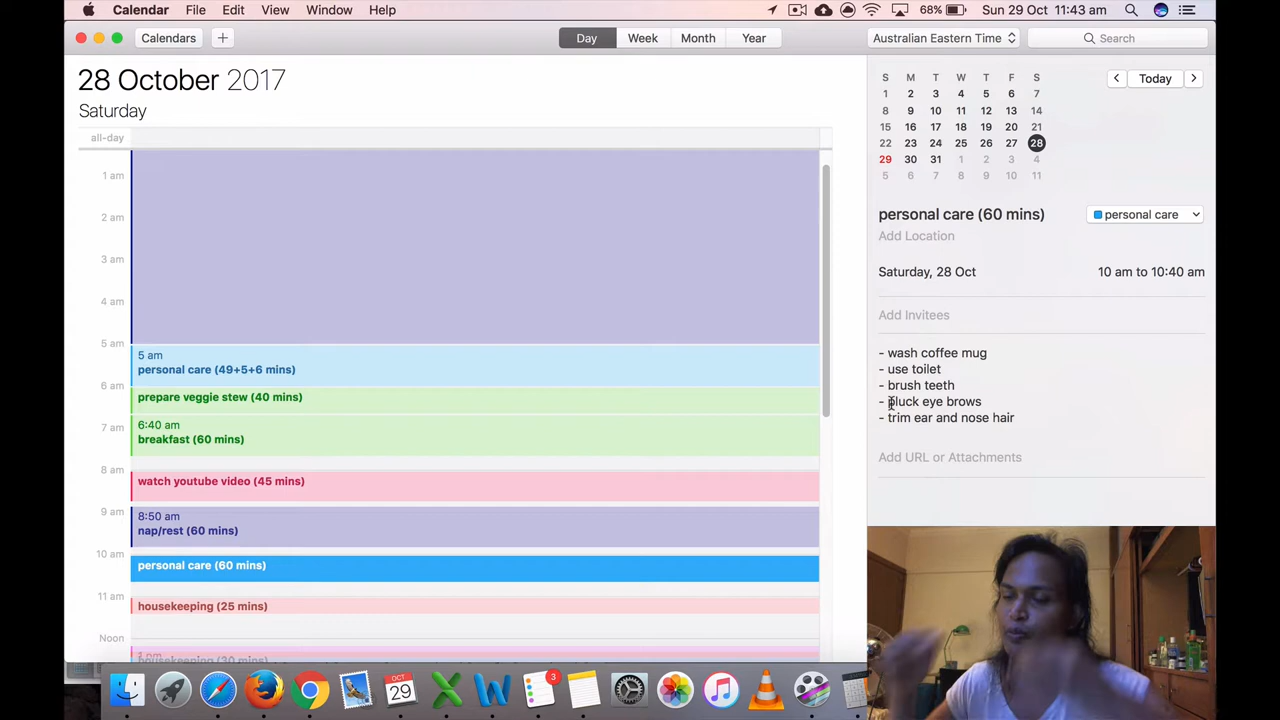 Calendar File Edit View Window Help 68% Sun 29 Oct 11:43 am
Calendars + Day Week Month Year Australian Eastern Time Search
28 October 2017
Saturday
all-day
1 am
2 am
3 am
4 am
5 am
6 am
7 am
8 am
9 am
10 am
11 am
Noon
5 am
personal care (49+5+6 mins)
prepare veggie stew (40 mins)
6:40 am
breakfast (60 mins)
watch youtube video (45 mins)
8:50 am
nap/rest (60 mins)
personal care (60 mins)
housekeeping (25 mins)
1 pm
housekeeping (30 mins)
Today
S M T W T F S
1 2 3 4 5 6 7
8 9 10 11 12 13 14
15 16 17 18 19 20 21
22 23 24 25 26 27 28
29 30 31 1 2 3 4
5 6 7 8 9 10 11
personal care (60 mins) personal care
Add Location
Saturday, 28 Oct 10 am to 10:40 am
Add Invitees
- wash coffee mug
- use toilet
- brush teeth
- pluck eye brows
- trim ear and nose hair
Add URL or Attachments
OCT
29
3